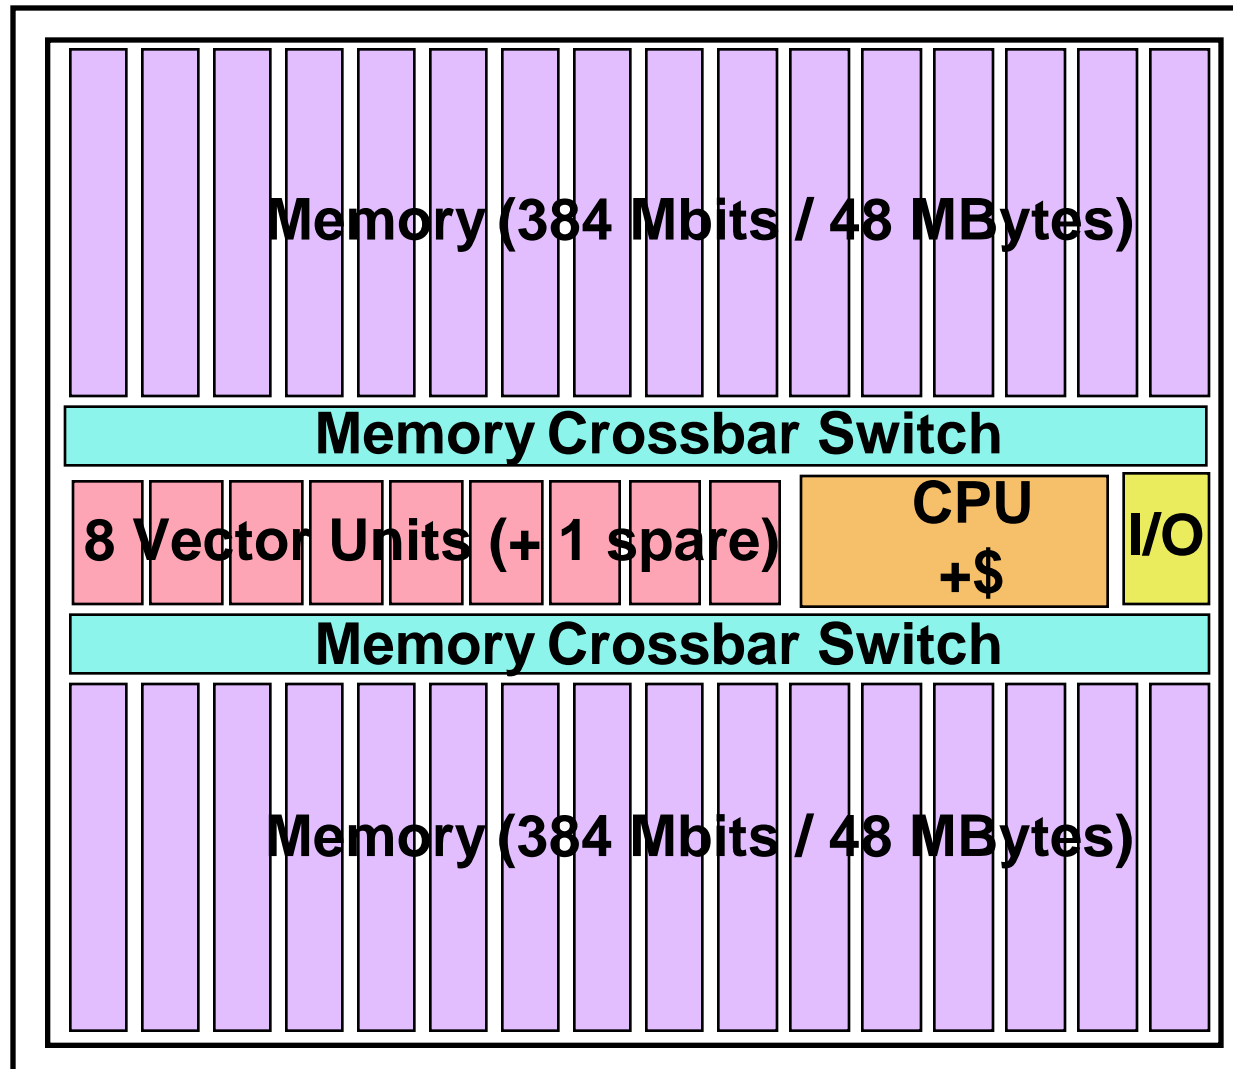 Memory (384 Mbits / 48 MBytes)
Memory Crossbar Switch
8 Vector Units (+ 1 spare)
CPU
+$
I/O
Memory Crossbar Switch
Memory (384 Mbits / 48 MBytes)